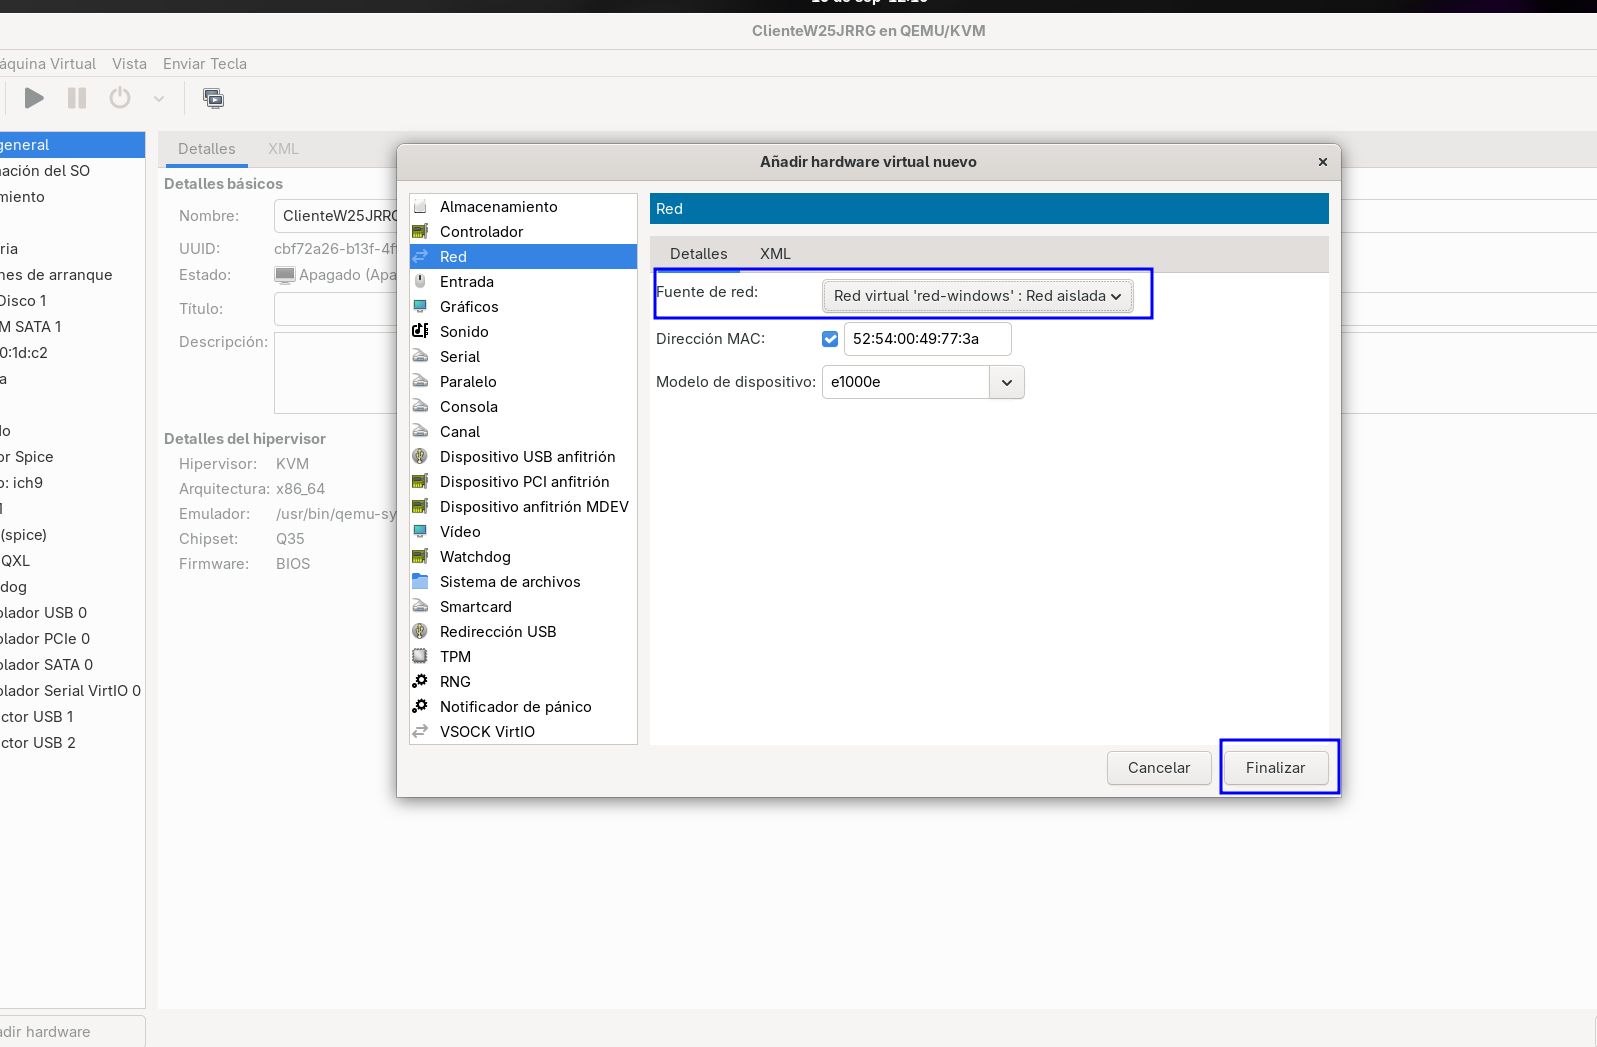 ClienteW25JRRG en QEMU/KVM
áquina Virtual Vista Enviar Tecla
general
ación del SO
miento
ria
nes de arranque
Disco 1
M SATA 1
0:1d:c2
a
do
or Spice
o: ich9
(spice)
QXL
dog
olador USB 0
olador PCIe 0
olador SATA 0
olador Serial VirtIO 0
ctor USB 1
ctor USB 2
adir hardware
Detalles XML
Detalles básicos
Nombre: ClienteW25JRRG
UUID: cbf72a26-b13f-4f
Estado: Apagado (Apa
Título:
Descripción:
Detalles del hipervisor
Hipervisor: KVM
Arquitectura: x86_64
Emulador: /usr/bin/qemu-sy
Chipset: Q35
Firmware: BIOS
Añadir hardware virtual nuevo
Almacenamiento
Controlador
Red
Entrada
Gráficos
Sonido
Serial
Paralelo
Consola
Canal
Dispositivo USB anfitrión
Dispositivo PCI anfitrión
Dispositivo anfitrión MDEV
Vídeo
Watchdog
Sistema de archivos
Smartcard
Redirección USB
TPM
RNG
Notificador de pánico
VSOCK VirtIO
Red
Detalles XML
Fuente de red: Red virtual 'red-windows' : Red aislada
Dirección MAC: 52:54:00:49:77:3a
Modelo de dispositivo: e1000e
Cancelar Finalizar